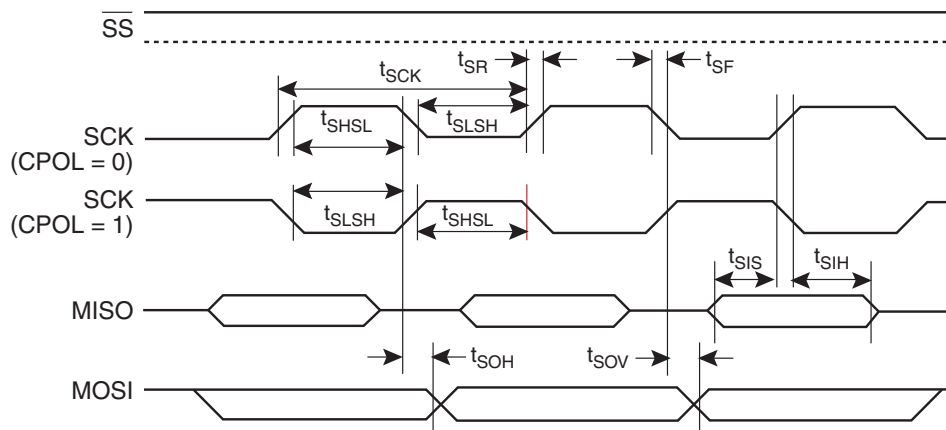 SS
tSCK
tSR
tSF
tSHSL
tSLSH
SCK
(CPOL = 0)
SCK
(CPOL = 1)
tSLSH
tSHSL
tSIS
tSIH
MISO
tSOH
tSOV
MOSI